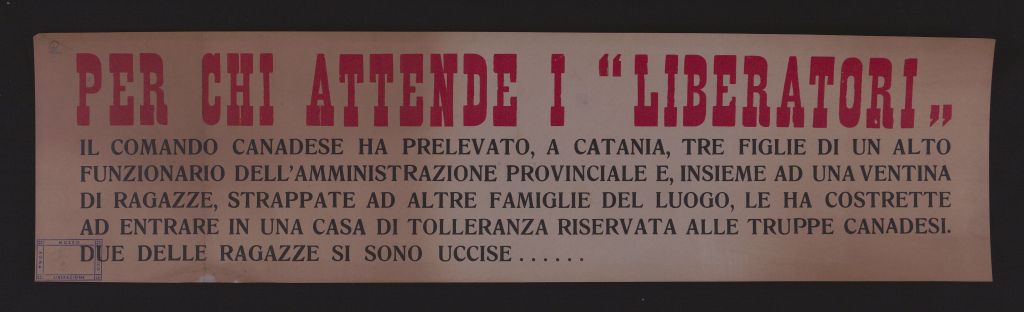 PER CHI ATTENDE I “LIBERATORI„
IL COMANDO CANADESE HA PRELEVATO, A CATANIA, TRE FIGLIE DI UN ALTO
FUNZIONARIO DELL'AMMINISTRAZIONE PROVINCIALE E, INSIEME AD UNA VENTINA
DI RAGAZZE, STRAPPATE AD ALTRE FAMIGLIE DEL LUOGO, LE HA COSTRETTE
AD ENTRARE IN UNA CASA DI TOLLERANZA RISERVATA ALLE TRUPPE CANADESI.
DUE DELLE RAGAZZE SI SONO UCCISE......
MUSEO
LIBERAZIONE